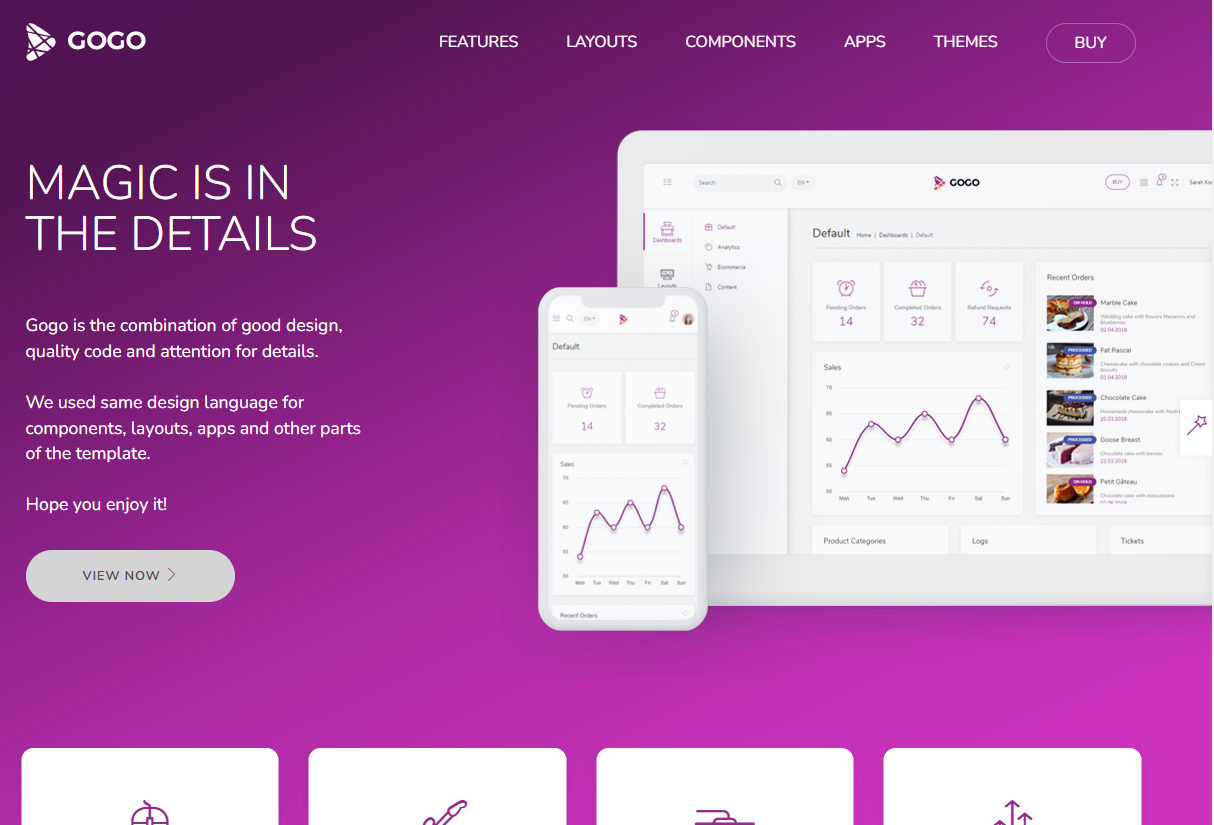 GOGO
FEATURES
LAYOUTS
COMPONENTS
APPS
THEMES
BUY
MAGIC IS IN
THE DETAILS
Gogo is the combination of good design,
quality code and attention for details.
We used same design language for
components, layouts, apps and other parts
of the template.
Hope you enjoy it!
VIEW NOW
Search
EN
GOGO
BUY
Sarah
Dashboards
Layouts
Default
Analytics
Ecommerce
Content
Default
Home | Dashboards | Default
Pending Orders
14
Completed Orders
32
Refund Requests
74
Sales
70
65
60
55
50
Mon Tue Wed Thu Fri Sat Sun
Recent Orders
ON HOLD
Marble Cake
Wedding cake with flowers Macarons and
blueberries
02.04.2018
PROCESSED
Fat Rascal
Cheesecake with chocolate cookies and Cream
biscuits
01.04.2018
PROCESSED
Chocolate Cake
Homemade cheesecake with fresh
25.03.2018
PROCESSED
Goose Breast
Chocolate cake with berries
21.03.2018
ON HOLD
Petit Gâteau
Chocolate cake with mascarpone
02.06.2018
Product Categories
Logs
Tickets
EN
Default
Pending Orders
14
Completed Orders
32
Sales
70
65
60
55
50
Mon Tue Wed Thu Fri Sat Sun
Recent Orders